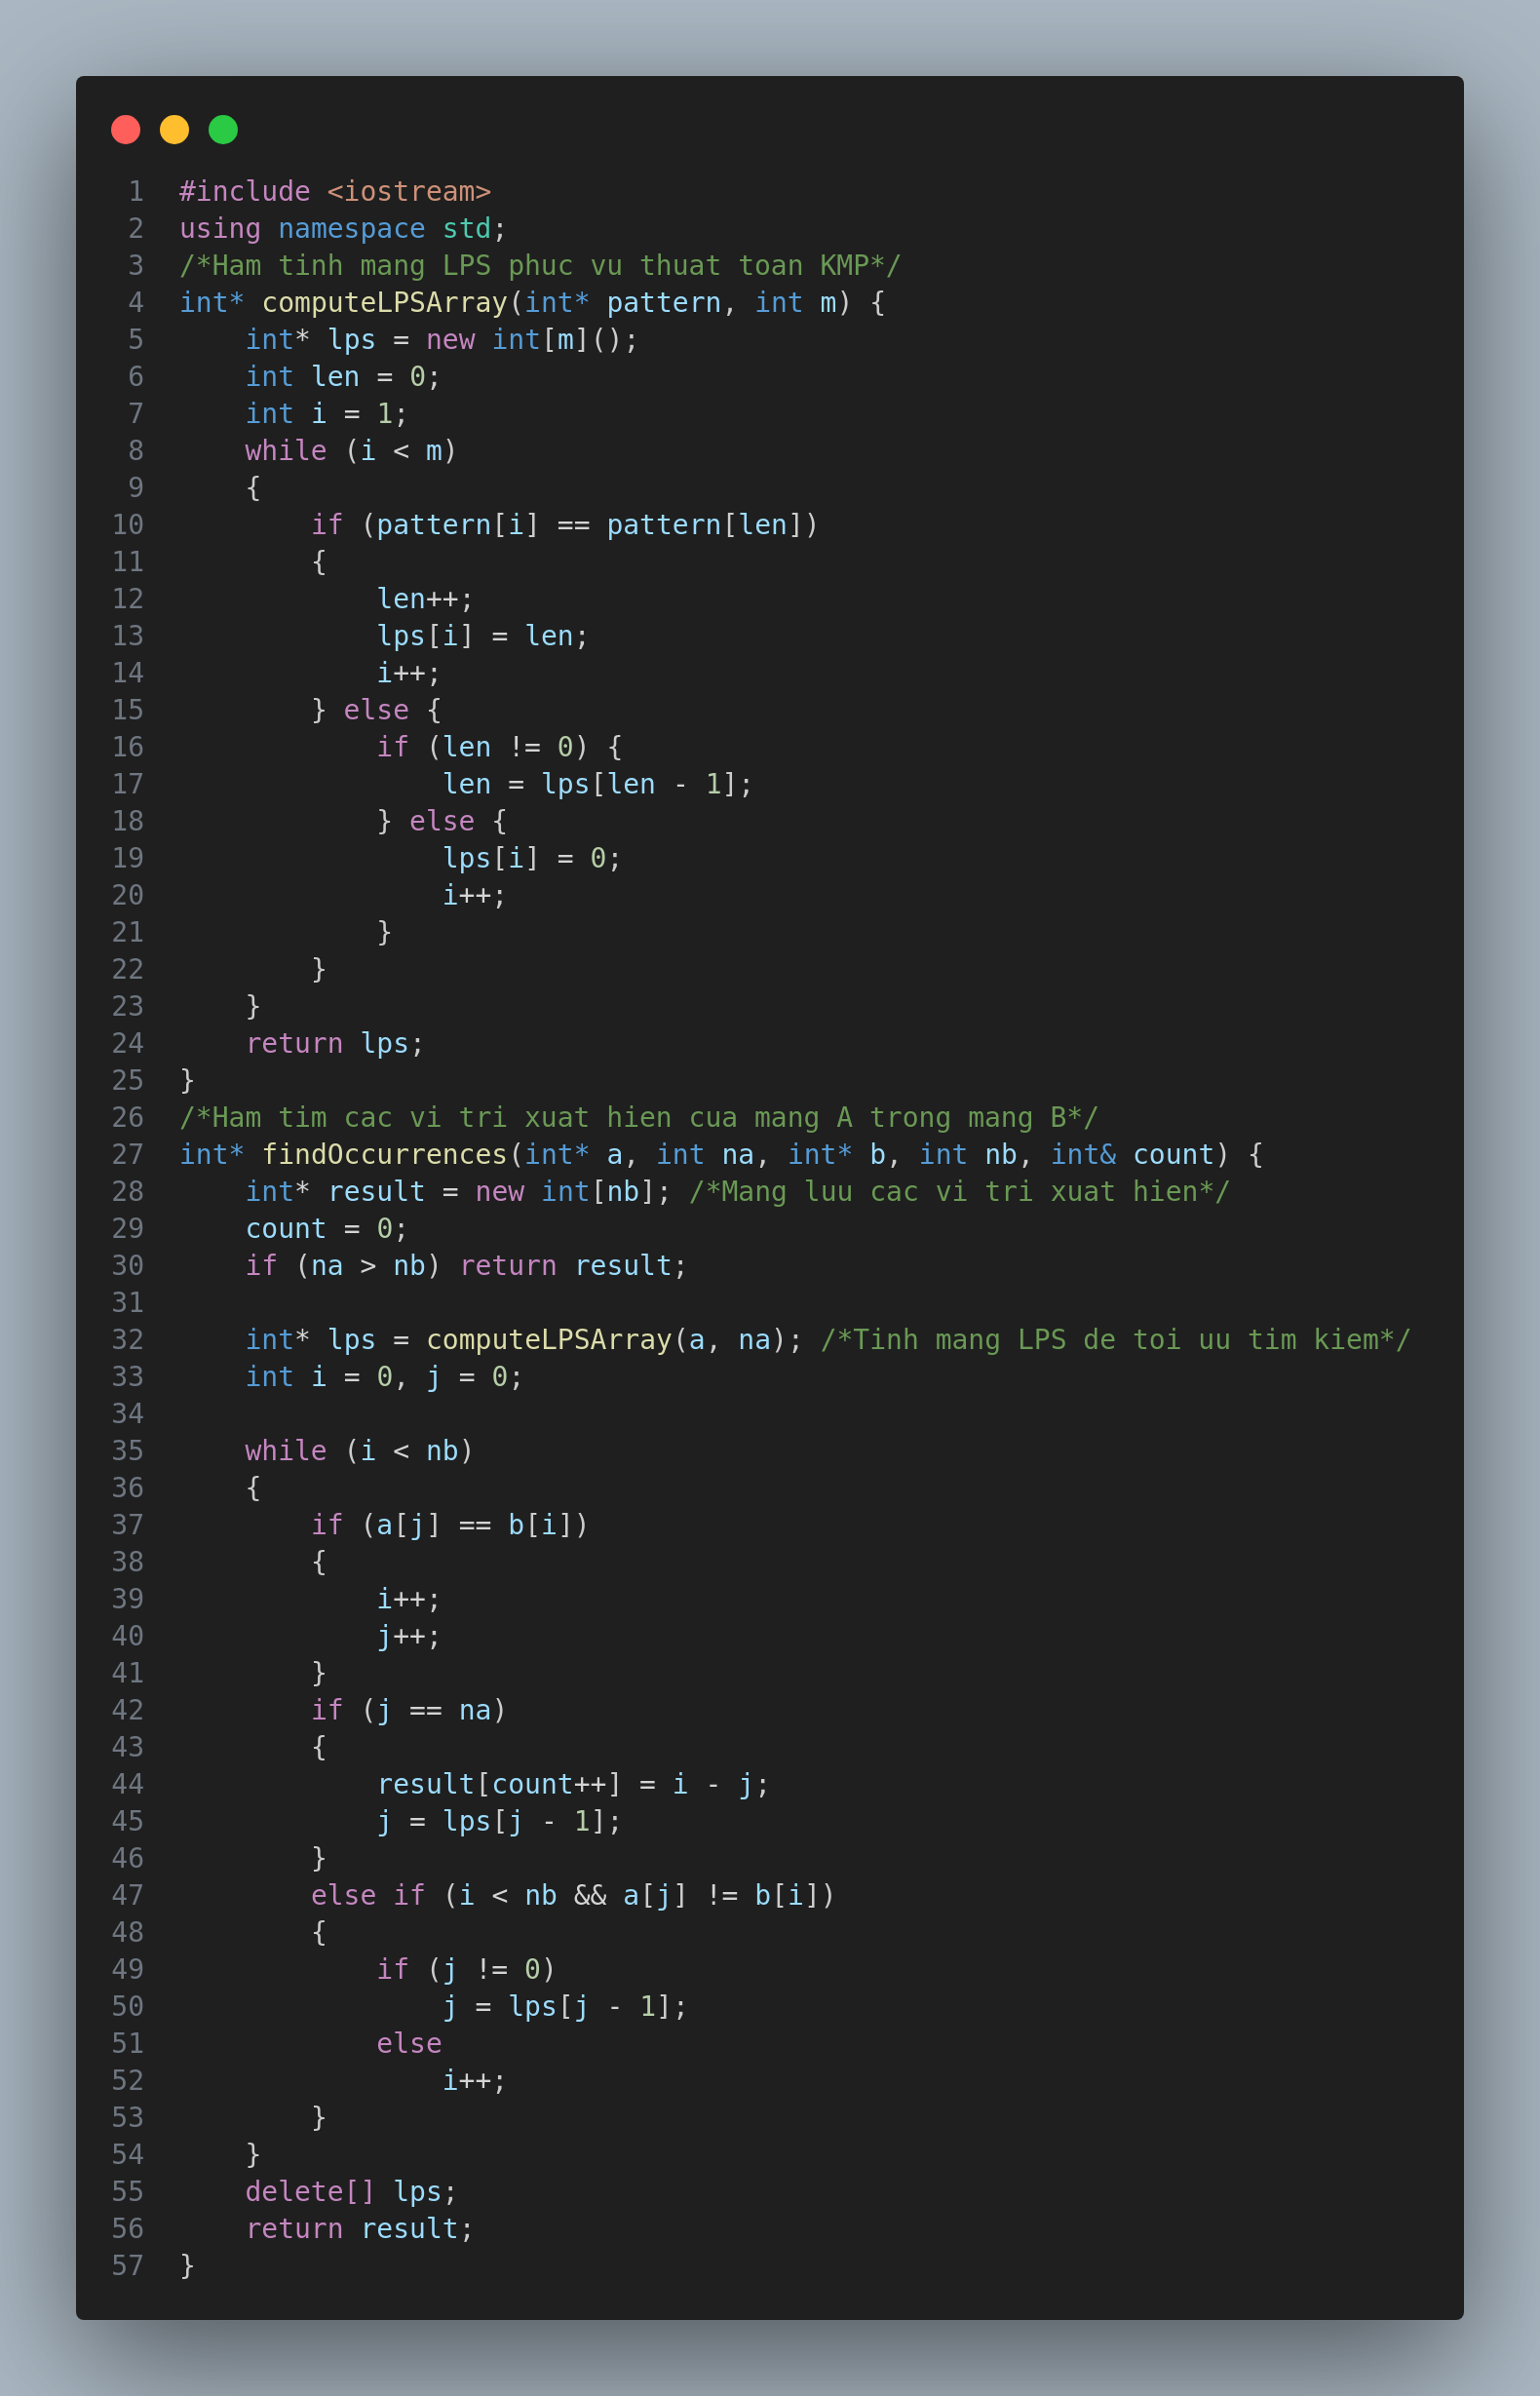 1 #include <iostream>
2 using namespace std;
3 /*Ham tinh mang LPS phuc vu thuat toan KMP*/
4 int* computeLPSArray(int* pattern, int m) {
5     int* lps = new int[m]();
6     int len = 0;
7     int i = 1;
8     while (i < m)
9     {
10         if (pattern[i] == pattern[len])
11         {
12             len++;
13             lps[i] = len;
14             i++;
15         } else {
16             if (len != 0) {
17                 len = lps[len - 1];
18             } else {
19                 lps[i] = 0;
20                 i++;
21             }
22         }
23     }
24     return lps;
25 }
26 /*Ham tim cac vi tri xuat hien cua mang A trong mang B*/
27 int* findOccurrences(int* a, int na, int* b, int nb, int& count) {
28     int* result = new int[nb]; /*Mang luu cac vi tri xuat hien*/
29     count = 0;
30     if (na > nb) return result;
31
32     int* lps = computeLPSArray(a, na); /*Tinh mang LPS de toi uu tim kiem*/
33     int i = 0, j = 0;
34
35     while (i < nb)
36     {
37         if (a[j] == b[i])
38         {
39             i++;
40             j++;
41         }
42         if (j == na)
43         {
44             result[count++] = i - j;
45             j = lps[j - 1];
46         }
47         else if (i < nb && a[j] != b[i])
48         {
49             if (j != 0)
50                 j = lps[j - 1];
51             else
52                 i++;
53         }
54     }
55     delete[] lps;
56     return result;
57 }